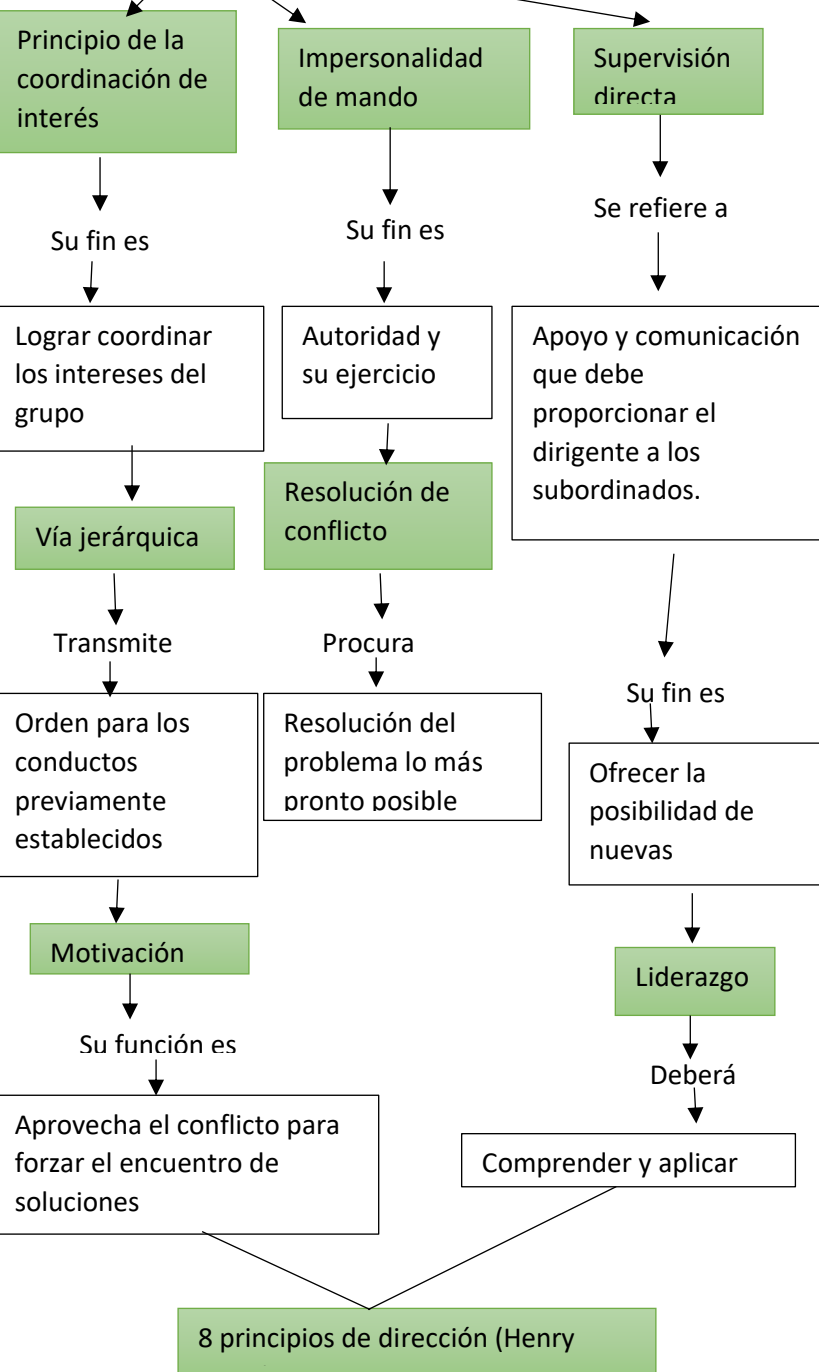 Principio de la
coordinación de
interés
Su fin es
Lograr coordinar
los intereses del
grupo
Vía jerárquica
Transmite
Orden para los
conductos
previamente
establecidos
Motivación
Su función es
Aprovecha el conflicto para
forzar el encuentro de
soluciones
Impersonalidad
de mando
Su fin es
Autoridad y
su ejercicio
Resolución de
conflicto
Procura
Resolución del
problema lo más
pronto posible
Supervisión
directa
Se refiere a
Apoyo y comunicación
que debe
proporcionar el
dirigente a los
subordinados.
Su fin es
Ofrecer la
posibilidad de
nuevas
Liderazgo
Deberá
Comprender y aplicar
8 principios de dirección (Henry